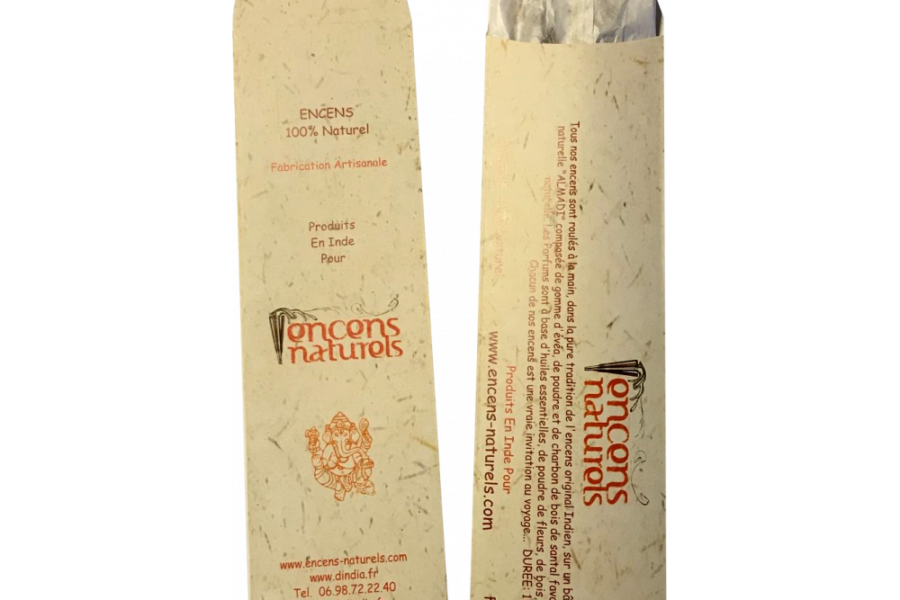 ENCENS
100% Naturel
Fabrication Artisanale
Produits
En Inde
Pour
encens
naturels
www.encens-naturels.com
www.dindia.fr
Tel. 06.98.72.22.40
Tous nos encens sont roulés à la main, dans la pure tradition de l'encens original Indien, sur un
naturelle "ALMADI" composée de gomme d'évéa, de poudre et de charbon de bois de santal
naturelle. Les Parfums sont à base d'huiles essentielles, de poudre de fleurs, de bois,
Chacun de nos encens est une vraie invitation au voyage... DUREE: 1
Produits En Inde Pour
www.encens-naturels.com
encens
naturels